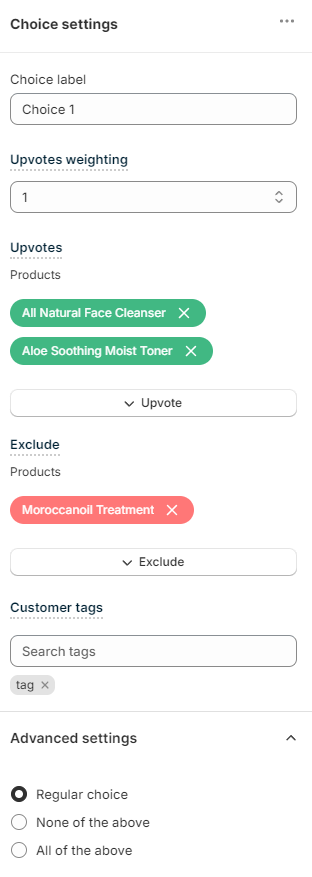 Choice settings
Choice label
Choice 1
Upvotes weighting
1
Upvotes
Products
All Natural Face Cleanser
Aloe Soothing Moist Toner
Upvote
Exclude
Products
Moroccanoil Treatment
Exclude
Customer tags
Search tags
tag
Advanced settings
Regular choice
None of the above
All of the above